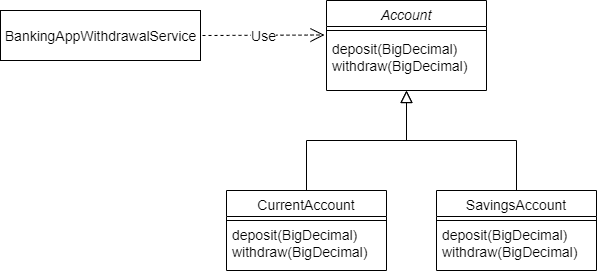 Account
BankingAppWithdrawalService
Use
deposit(BigDecimal)
withdraw(BigDecimal)
CurrentAccount
deposit(BigDecimal)
withdraw(BigDecimal)
SavingsAccount
deposit(BigDecimal)
withdraw(BigDecimal)